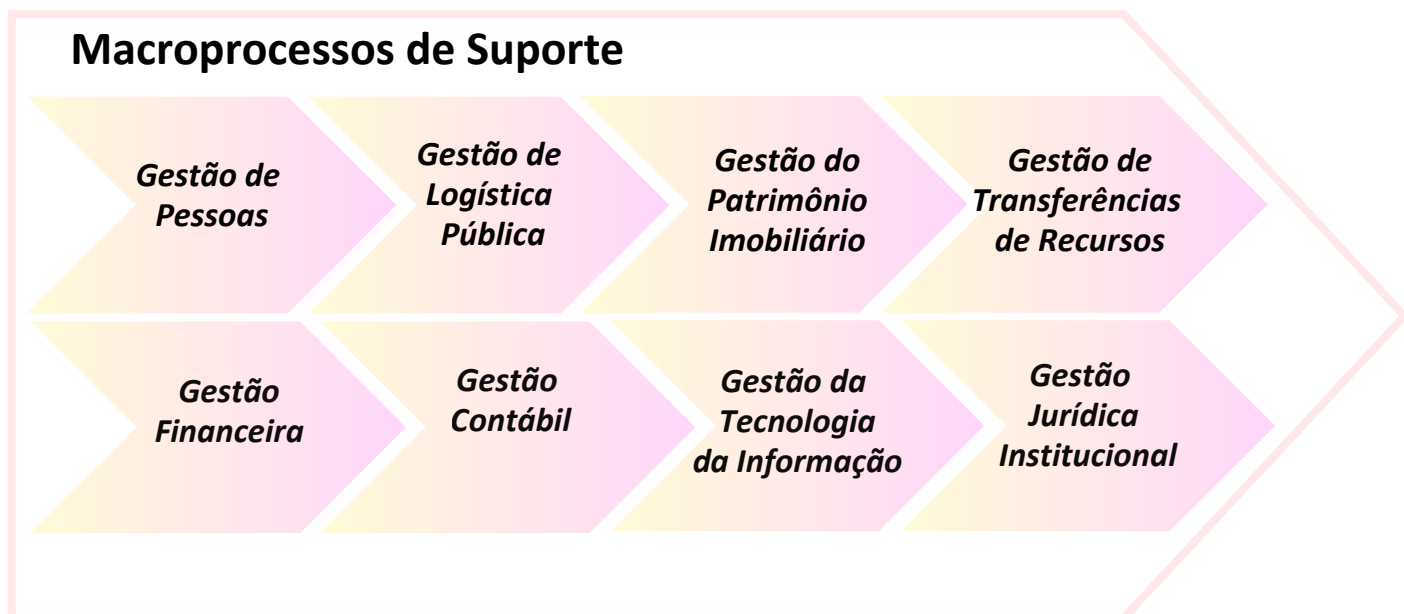 Macroprocessos de Suporte
Gestão de
Pessoas
Gestão de
Logística
Pública
Gestão do
Patrimônio
Imobiliário
Gestão de
Transferências
de Recursos
Gestão
Financeira
Gestão
Contábil
Gestão da
Tecnologia
da Informação
Gestão
Jurídica
Institucional